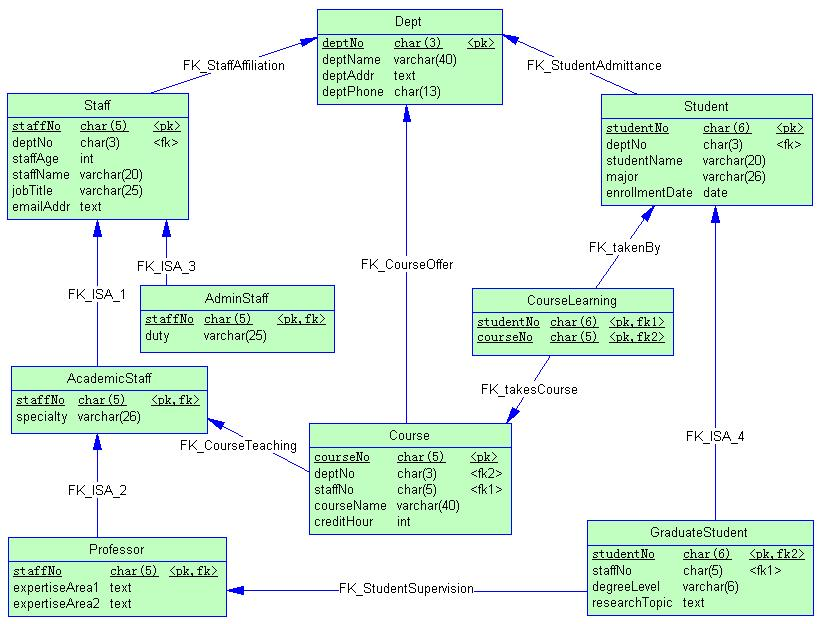 Dept
deptNo char(3) <pk>
deptName varchar(40)
deptAddr text
deptPhone char(13)
FK_StaffAffiliation
FK_StudentAdmittance
Staff
staffNo char(5) <pk>
deptNo char(3) <fk>
staffAge int
staffName varchar(20)
jobTitle varchar(25)
emailAddr text
Student
studentNo char(6) <pk>
deptNo char(3) <fk>
studentName varchar(20)
major varchar(26)
enrollmentDate date
FK_takenBy
FK_CourseOffer
FK_ISA_3
FK_ISA_1
AdminStaff
staffNo char(5) <pk,fk>
duty varchar(25)
CourseLearning
studentNo char(6) <pk,fk1>
courseNo char(5) <pk,fk2>
AcademicStaff
staffNo char(5) <pk,fk>
specialty varchar(26)
FK_takesCourse
FK_CourseTeaching
Course
courseNo char(5) <pk>
deptNo char(3) <fk2>
staffNo char(5) <fk1>
courseName varchar(40)
creditHour int
FK_ISA_4
FK_ISA_2
Professor
staffNo char(5) <pk,fk>
expertiseArea1 text
expertiseArea2 text
FK_StudentSupervision
GraduateStudent
studentNo char(6) <pk,fk2>
staffNo char(5) <fk1>
degreeLevel varchar(6)
researchTopic text